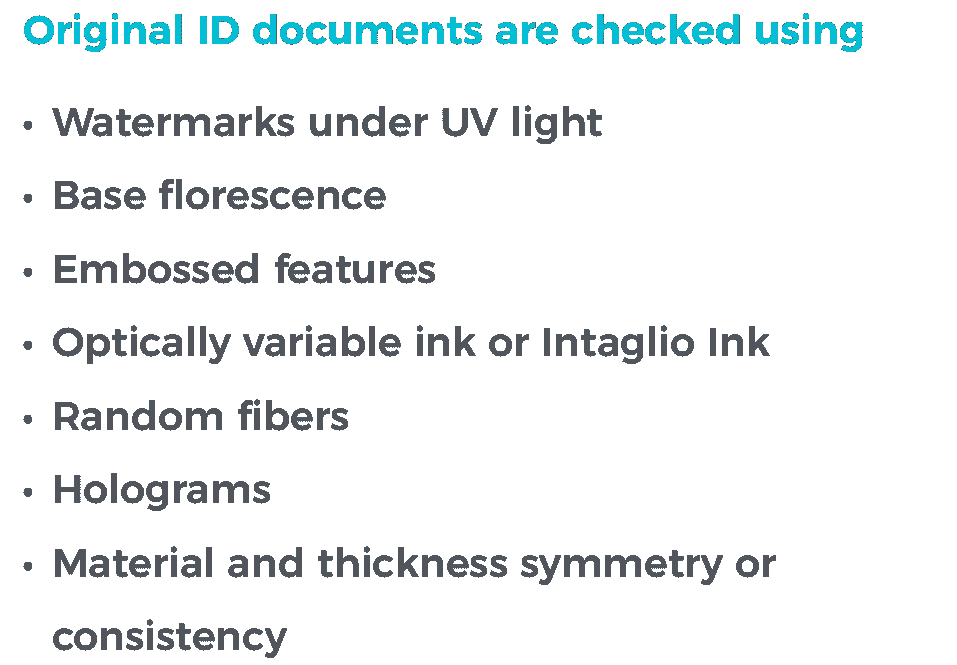 Original ID documents are checked using
• Watermarks under UV light
• Base florescence
• Embossed features
• Optically variable ink or Intaglio Ink
• Random fibers
• Holograms
• Material and thickness symmetry or
consistency